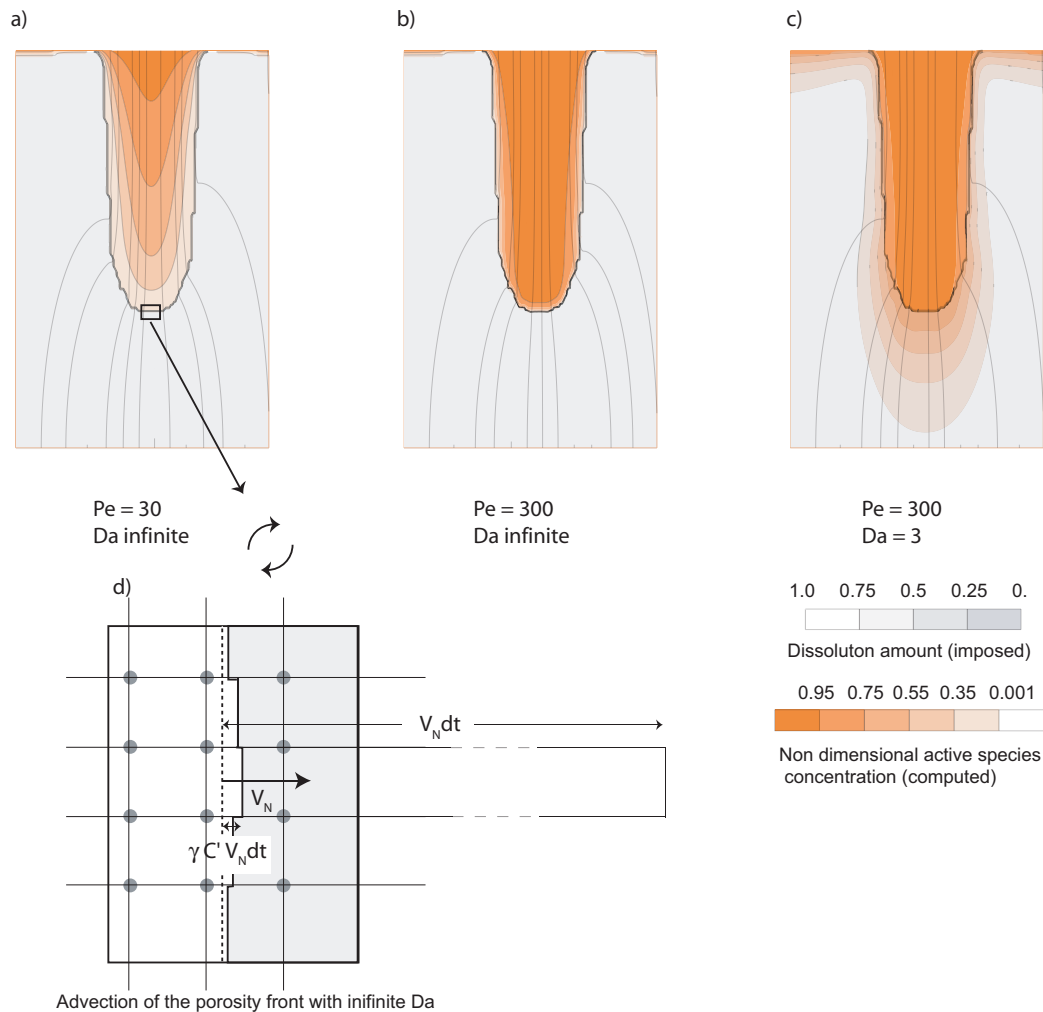 a)
b)
c)
Pe = 30
Da infinite
Pe = 300
Da infinite
Pe = 300
Da = 3
d)
1.0 0.75 0.5 0.25 0.
Dissoluton amount (imposed)
0.95 0.75 0.55 0.35 0.001
Non dimensional active species
concentration (computed)
V_N dt
V_N
γ C' V_N dt
Advection of the porosity front with inifinite Da